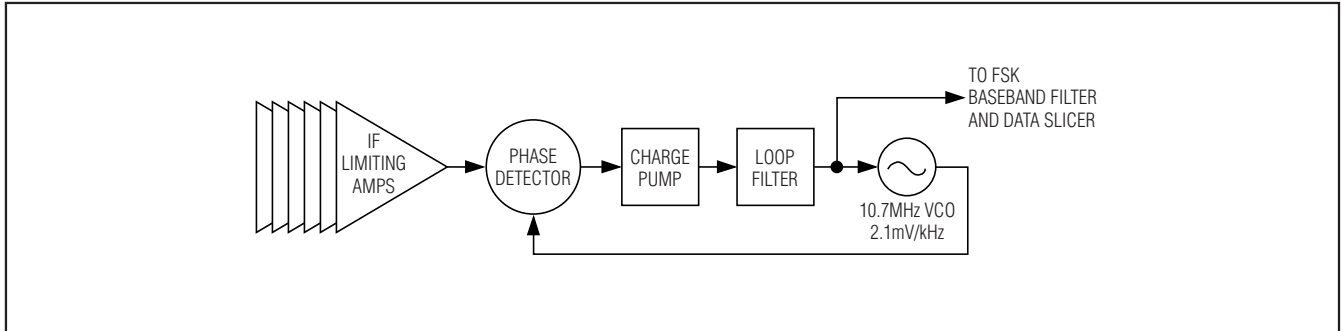 IF
LIMITING
AMPS
PHASE
DETECTOR
CHARGE
PUMP
LOOP
FILTER
TO FSK
BASEBAND FILTER
AND DATA SLICER
10.7MHz VCO
2.1mV/kHz